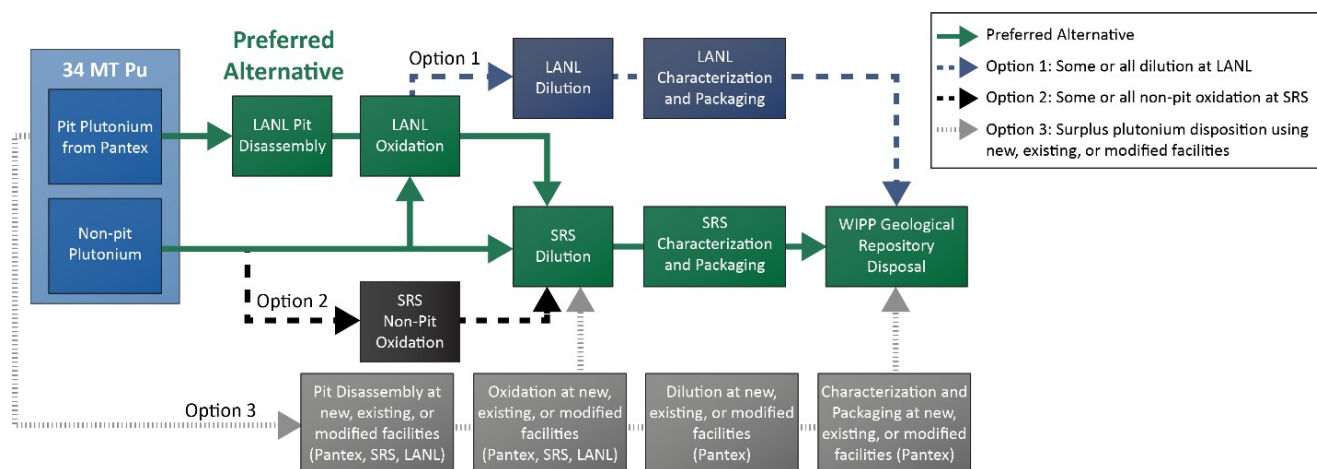 34 MT Pu
Pit Plutonium
from Pantex
Non-pit
Plutonium
Preferred
Alternative
LANL Pit
Disassembly
LANL
Oxidation
Option 1
LANL
Dilution
LANL
Characterization
and Packaging
SRS
Dilution
SRS
Characterization
and Packaging
WIPP Geological
Repository
Disposal
Option 2
SRS
Non-Pit
Oxidation
Option 3
Pit Disassembly at
new, existing, or
modified facilities
(Pantex, SRS, LANL)
Oxidation at new,
existing, or modified
facilities
(Pantex, SRS, LANL)
Dilution at new,
existing, or modified
facilities
(Pantex)
Characterization and
Packaging at new,
existing, or modified
facilities (Pantex)
Preferred Alternative
Option 1: Some or all dilution at LANL
Option 2: Some or all non-pit oxidation at SRS
Option 3: Surplus plutonium disposition using
new, existing, or modified facilities